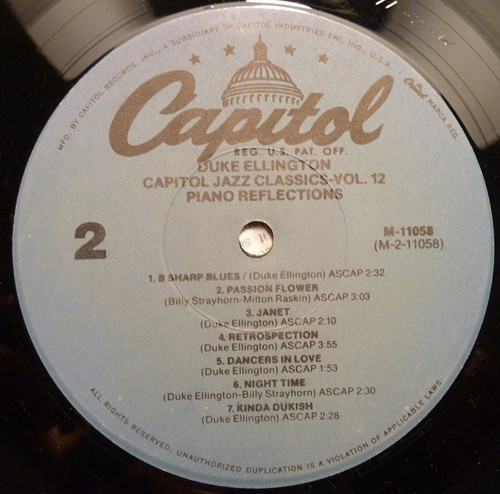 MFD. BY CAPITOL RECORDS, INC., A SUBSIDIARY OF CAPITOL INDUSTRIES EMI, INC., U.S.A.
Capitol MARCA REG.
Capitol
REG. U.S. PAT. OFF.
DUKE ELLINGTON
CAPITOL JAZZ CLASSICS-VOL. 12
PIANO REFLECTIONS
2
M-11058
(M-2-11058)
1. B SHARP BLUES / (Duke Ellington) ASCAP 2:32
2. PASSION FLOWER
(Billy Strayhorn-Milton Raskin) ASCAP 3:03
3. JANET
(Duke Ellington) ASCAP 2:10
4. RETROSPECTION
(Duke Ellington) ASCAP 3:55
5. DANCERS IN LOVE
(Duke Ellington) ASCAP 1:53
6. NIGHT TIME
(Duke Ellington-Billy Strayhorn) ASCAP 2:30
7. KINDA DUKISH
(Duke Ellington) ASCAP 2:28
ALL RIGHTS RESERVED, UNAUTHORIZED DUPLICATION IS A VIOLATION OF APPLICABLE LAWS